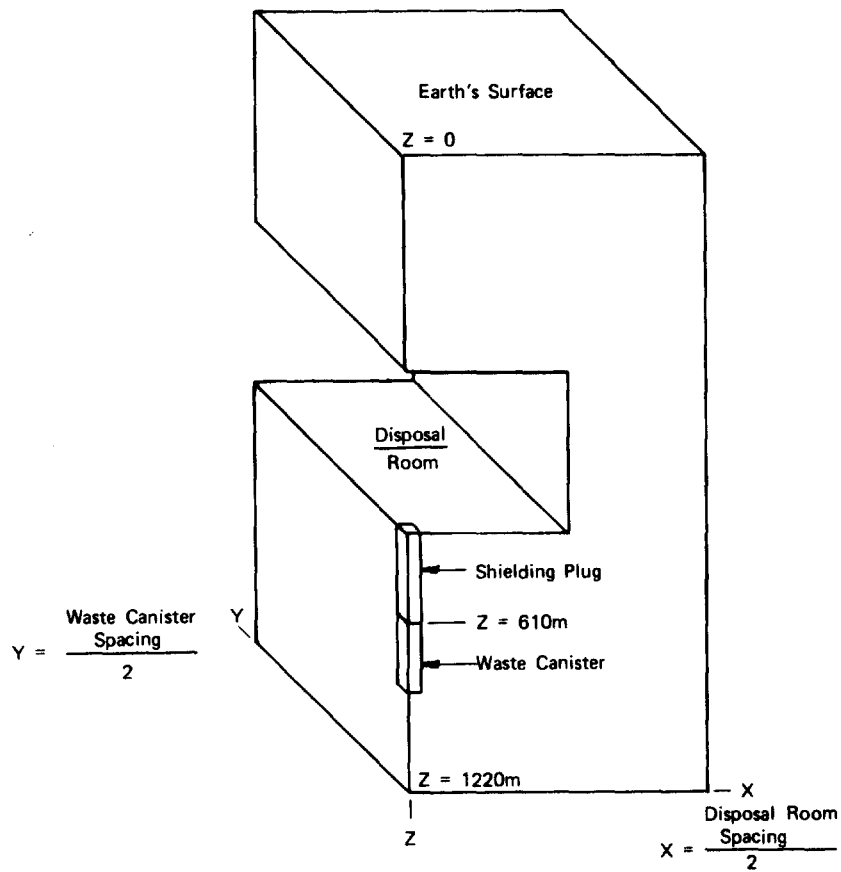 Earth's Surface
Z = 0
Disposal
Room
Shielding Plug
Z = 610m
Waste Canister
Y
Y = Waste Canister Spacing
2
Z = 1220m
X
Z
X = Disposal Room Spacing
2